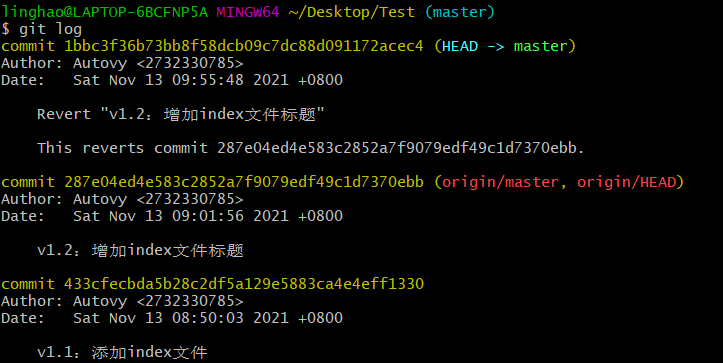 linghao@LAPTOP-6BCFNP5A MINGW64 ~/Desktop/Test (master)
$ git log
commit 1bbc3f36b73bb8f58dcb09c7dc88d091172acec4 (HEAD -> master)
Author: Autovy <2732330785>
Date:   Sat Nov 13 09:55:48 2021 +0800
    Revert "v1.2：增加index文件标题"
    This reverts commit 287e04ed4e583c2852a7f9079edf49c1d7370ebb.
commit 287e04ed4e583c2852a7f9079edf49c1d7370ebb (origin/master, origin/HEAD)
Author: Autovy <2732330785>
Date:   Sat Nov 13 09:01:56 2021 +0800
    v1.2：增加index文件标题
commit 433cfecbda5b28c2df5a129e5883ca4e4eff1330
Author: Autovy <2732330785>
Date:   Sat Nov 13 08:50:03 2021 +0800
    v1.1：添加index文件